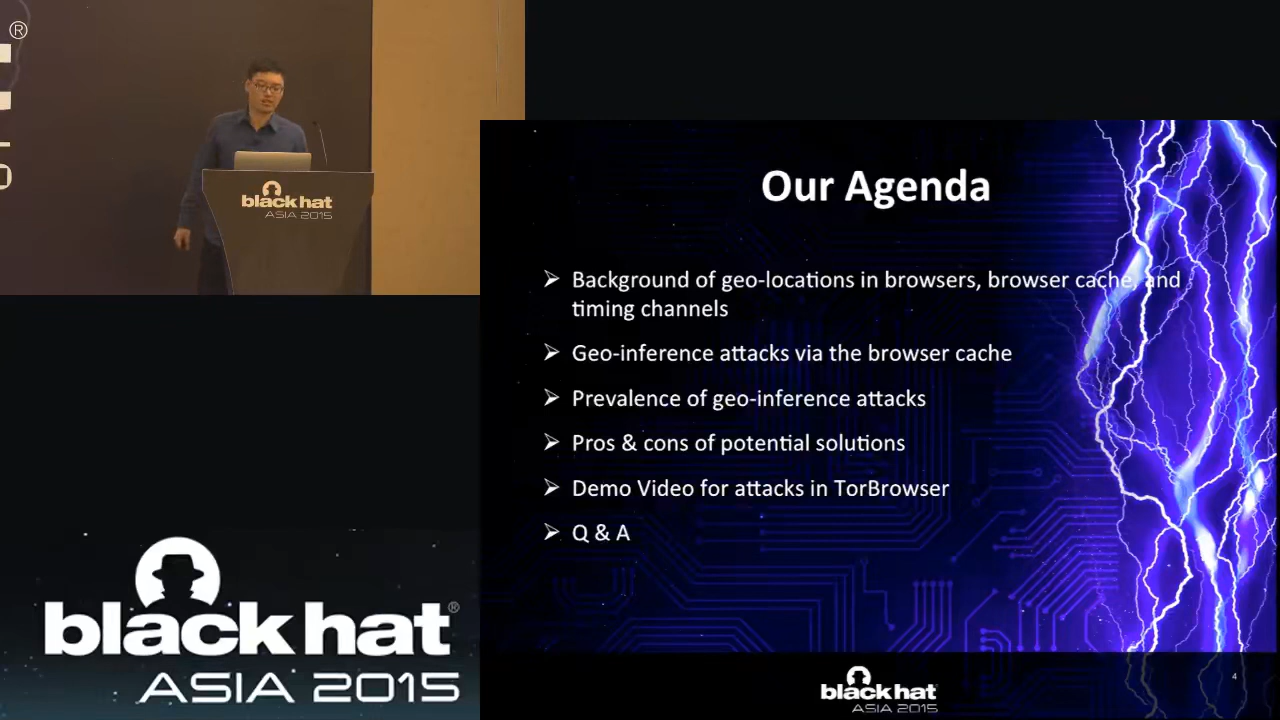 ®
black hat
ASIA 2015
Our Agenda
➢ Background of geo-locations in browsers, browser cache, and
timing channels
➢ Geo-inference attacks via the browser cache
➢ Prevalence of geo-inference attacks
➢ Pros & cons of potential solutions
➢ Demo Video for attacks in TorBrowser
➢ Q & A
black hat®
ASIA 2015
black hat
ASIA 2015
4